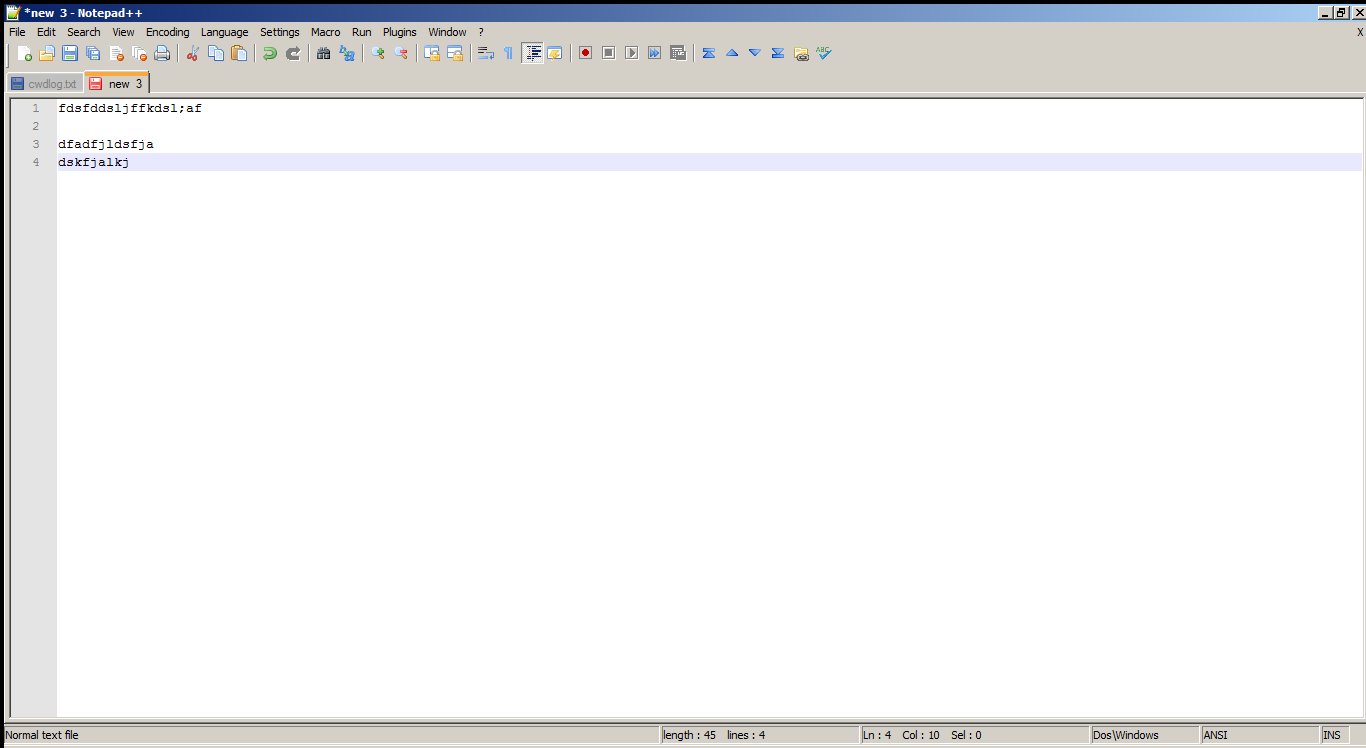 *new 3 - Notepad++
File Edit Search View Encoding Language Settings Macro Run Plugins Window ? X
cwdlog.txt new 3
1 fdsfddsljffkdsl;af
2
3 dfadfjldsfja
4 dskfjalkj
Normal text file length : 45 lines : 4 Ln : 4 Col : 10 Sel : 0 Dos\Windows ANSI INS